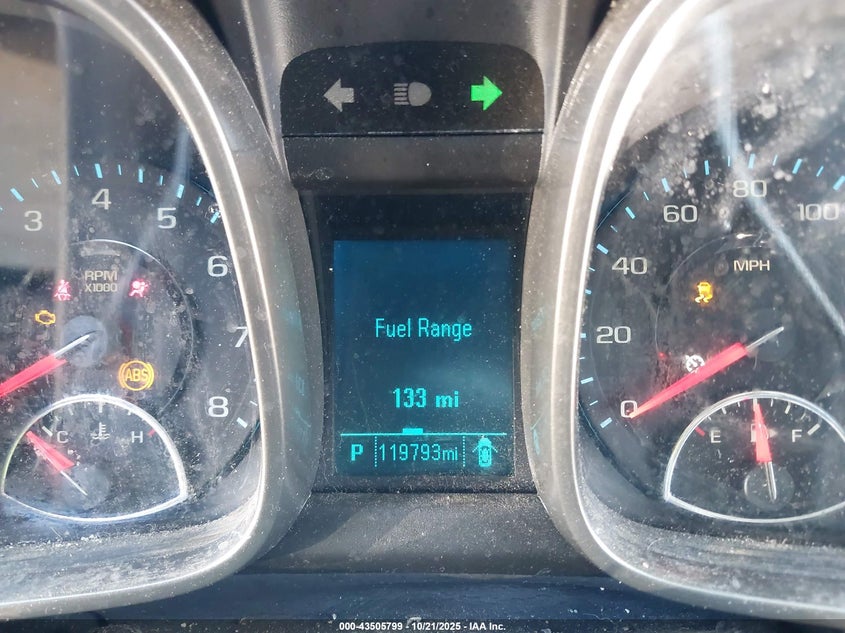 3 4 5 6 7 8
RPM
X1000
ABS
C H
Fuel Range
133 mi
P 119793mi
0 20 40 60 80 100
MPH
E F
000-43505799 - 10/21/2025 - IAA Inc.